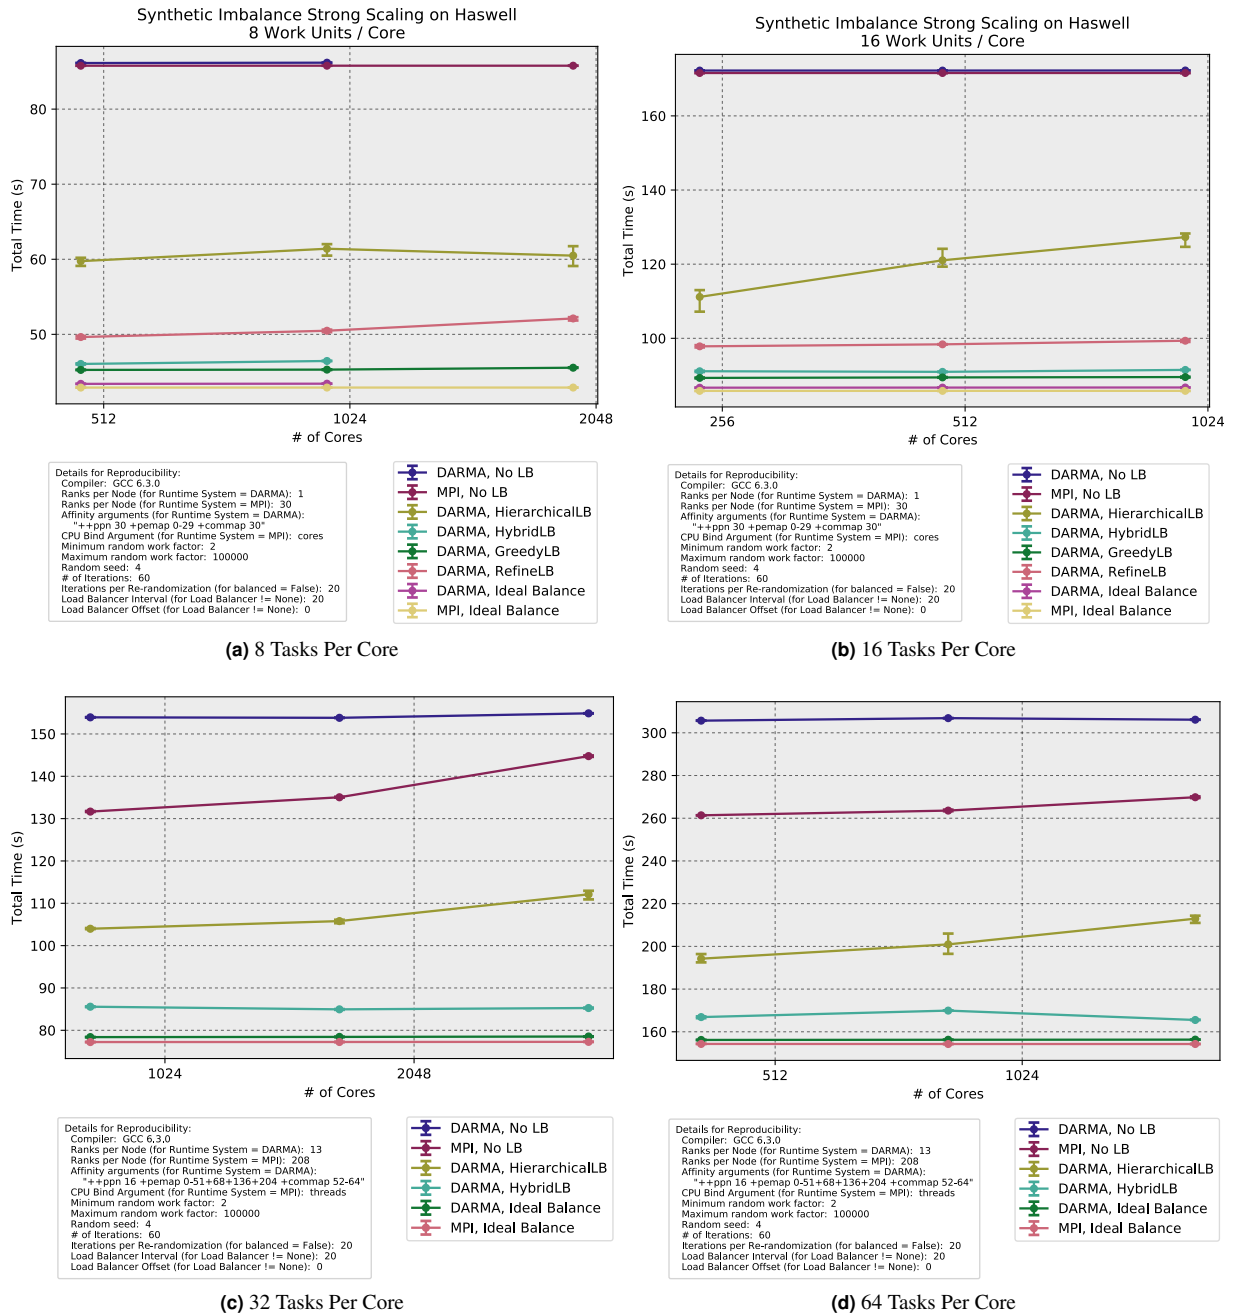 Synthetic Imbalance Strong Scaling on Haswell
8 Work Units / Core
80
70
60
50
Total Time (s)
512
1024
2048
# of Cores
Details for Reproducibility:
Compiler: GCC 6.3.0
Ranks per Node (for Runtime System = DARMA): 1
Ranks per Node (for Runtime System = MPI): 30
Affinity arguments (for Runtime System = DARMA):
"++ppn 30 +pemap 0-29 +commap 30"
CPU Bind Argument (for Runtime System = MPI): cores
Minimum random work factor: 2
Maximum random work factor: 100000
Random seed: 4
# of Iterations: 60
Iterations per Re-randomization (for balanced = False): 20
Load Balancer Interval (for Load Balancer != None): 20
Load Balancer Offset (for Load Balancer != None): 0
DARMA, No LB
MPI, No LB
DARMA, HierarchicalLB
DARMA, HybridLB
DARMA, GreedyLB
DARMA, RefineLB
DARMA, Ideal Balance
MPI, Ideal Balance
(a) 8 Tasks Per Core
Synthetic Imbalance Strong Scaling on Haswell
16 Work Units / Core
160
140
120
100
Total Time (s)
256
512
1024
# of Cores
Details for Reproducibility:
Compiler: GCC 6.3.0
Ranks per Node (for Runtime System = DARMA): 1
Ranks per Node (for Runtime System = MPI): 30
Affinity arguments (for Runtime System = DARMA):
"++ppn 30 +pemap 0-29 +commap 30"
CPU Bind Argument (for Runtime System = MPI): cores
Minimum random work factor: 2
Maximum random work factor: 100000
Random seed: 4
# of Iterations: 60
Iterations per Re-randomization (for balanced = False): 20
Load Balancer Interval (for Load Balancer != None): 20
Load Balancer Offset (for Load Balancer != None): 0
DARMA, No LB
MPI, No LB
DARMA, HierarchicalLB
DARMA, HybridLB
DARMA, GreedyLB
DARMA, RefineLB
DARMA, Ideal Balance
MPI, Ideal Balance
(b) 16 Tasks Per Core
150
140
130
120
110
100
90
80
Total Time (s)
1024
2048
# of Cores
Details for Reproducibility:
Compiler: GCC 6.3.0
Ranks per Node (for Runtime System = DARMA): 13
Ranks per Node (for Runtime System = MPI): 208
Affinity arguments (for Runtime System = DARMA):
"++ppn 16 +pemap 0-51+68+136+204 +commap 52-64"
CPU Bind Argument (for Runtime System = MPI): threads
Minimum random work factor: 2
Maximum random work factor: 100000
Random seed: 4
# of Iterations: 60
Iterations per Re-randomization (for balanced = False): 20
Load Balancer Interval (for Load Balancer != None): 20
Load Balancer Offset (for Load Balancer != None): 0
DARMA, No LB
MPI, No LB
DARMA, HierarchicalLB
DARMA, HybridLB
DARMA, Ideal Balance
MPI, Ideal Balance
(c) 32 Tasks Per Core
300
280
260
240
220
200
180
160
Total Time (s)
512
1024
# of Cores
Details for Reproducibility:
Compiler: GCC 6.3.0
Ranks per Node (for Runtime System = DARMA): 13
Ranks per Node (for Runtime System = MPI): 208
Affinity arguments (for Runtime System = DARMA):
"++ppn 16 +pemap 0-51+68+136+204 +commap 52-64"
CPU Bind Argument (for Runtime System = MPI): threads
Minimum random work factor: 2
Maximum random work factor: 100000
Random seed: 4
# of Iterations: 60
Iterations per Re-randomization (for balanced = False): 20
Load Balancer Interval (for Load Balancer != None): 20
Load Balancer Offset (for Load Balancer != None): 0
DARMA, No LB
MPI, No LB
DARMA, HierarchicalLB
DARMA, HybridLB
DARMA, Ideal Balance
MPI, Ideal Balance
(d) 64 Tasks Per Core